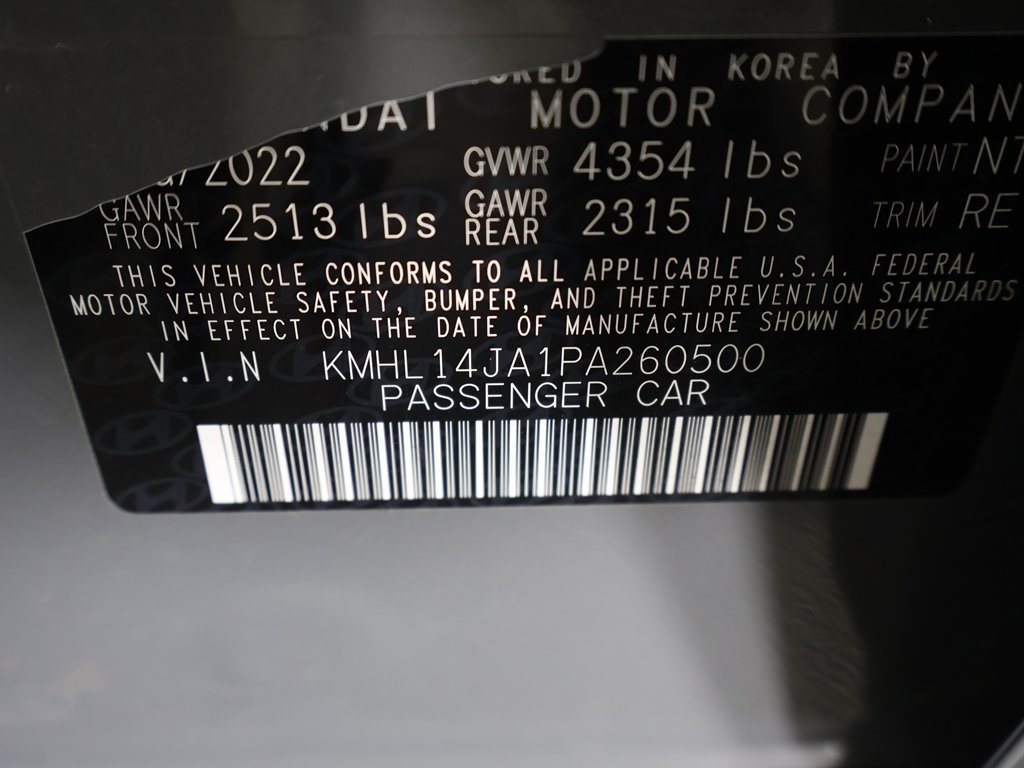 IN KOREA BY
MOTOR COMPAN
/2022 GVWR 4354 lbs PAINT NT
GAWR FRONT 2513 lbs GAWR REAR 2315 lbs TRIM RE
THIS VEHICLE CONFORMS TO ALL APPLICABLE U.S.A. FEDERAL
MOTOR VEHICLE SAFETY, BUMPER, AND THEFT PREVENTION STANDARDS
IN EFFECT ON THE DATE OF MANUFACTURE SHOWN ABOVE
V.I.N KMHL14JA1PA260500
PASSENGER CAR